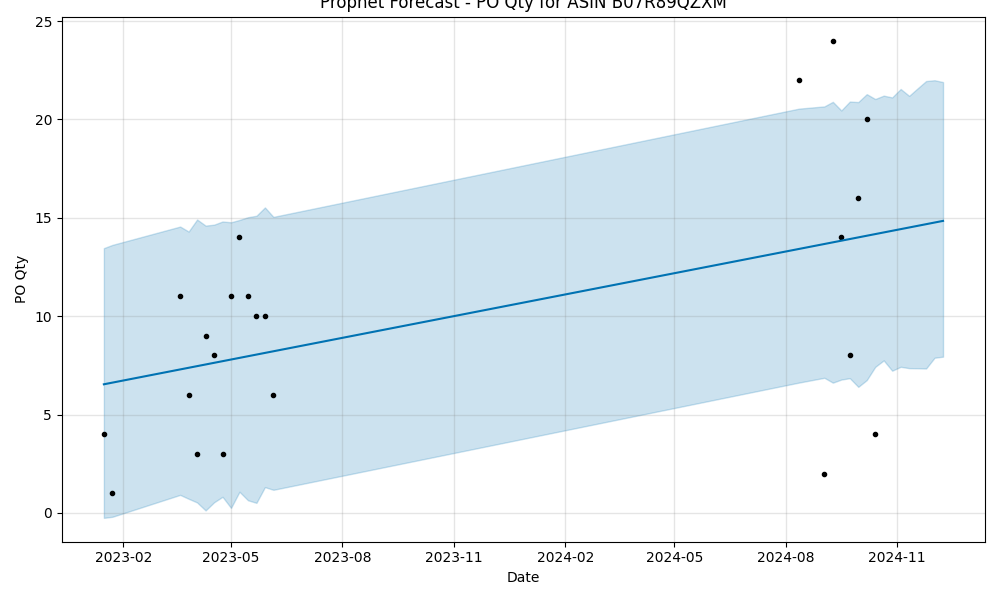 Prophet Forecast - PO Qty for ASIN B07R89QZXM
25
20
15
10
5
0
PO Qty
2023-02 2023-05 2023-08 2023-11 2024-02 2024-05 2024-08 2024-11
Date